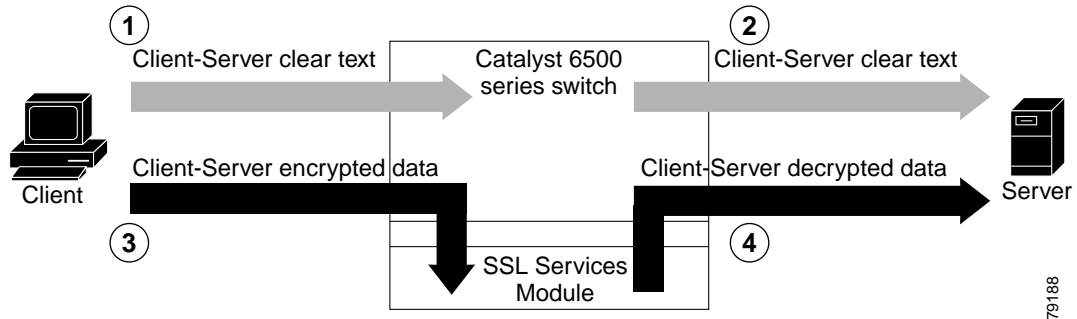 1
2
Client-Server clear text
Catalyst 6500
series switch
Client-Server clear text
Client-Server encrypted data
Client-Server decrypted data
Client
Server
3
4
SSL Services
Module
79188